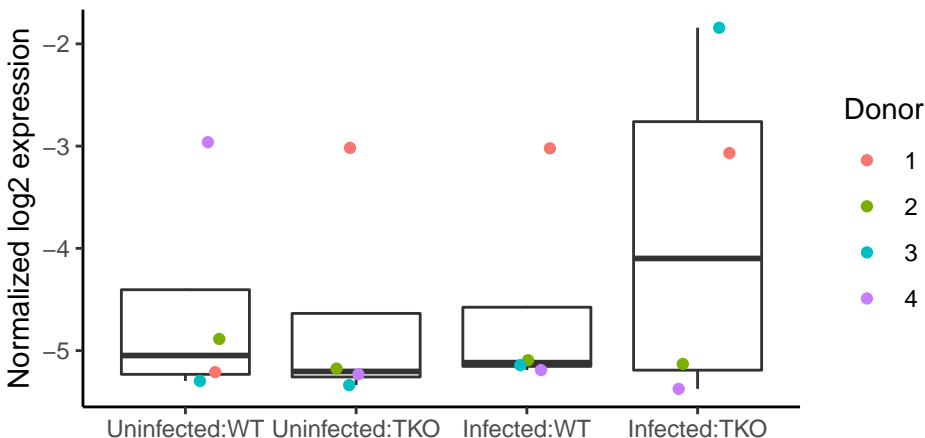 Normalized log2 expression
−2
−3
−4
−5
Uninfected:WT
Uninfected:TKO
Infected:WT
Infected:TKO
Donor
1
2
3
4